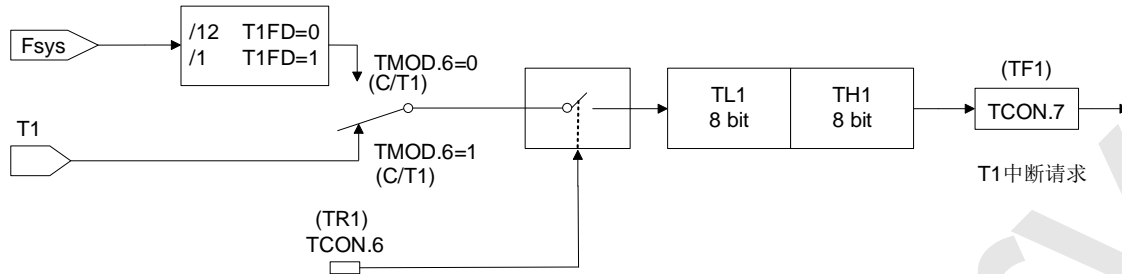 Fsys
/12 T1FD=0
/1 T1FD=1
TMOD.6=0
(C/T1)
T1
TMOD.6=1
(C/T1)
(TR1)
TCON.6
TL1
8 bit
TH1
8 bit
(TF1)
TCON.7
T1中断请求